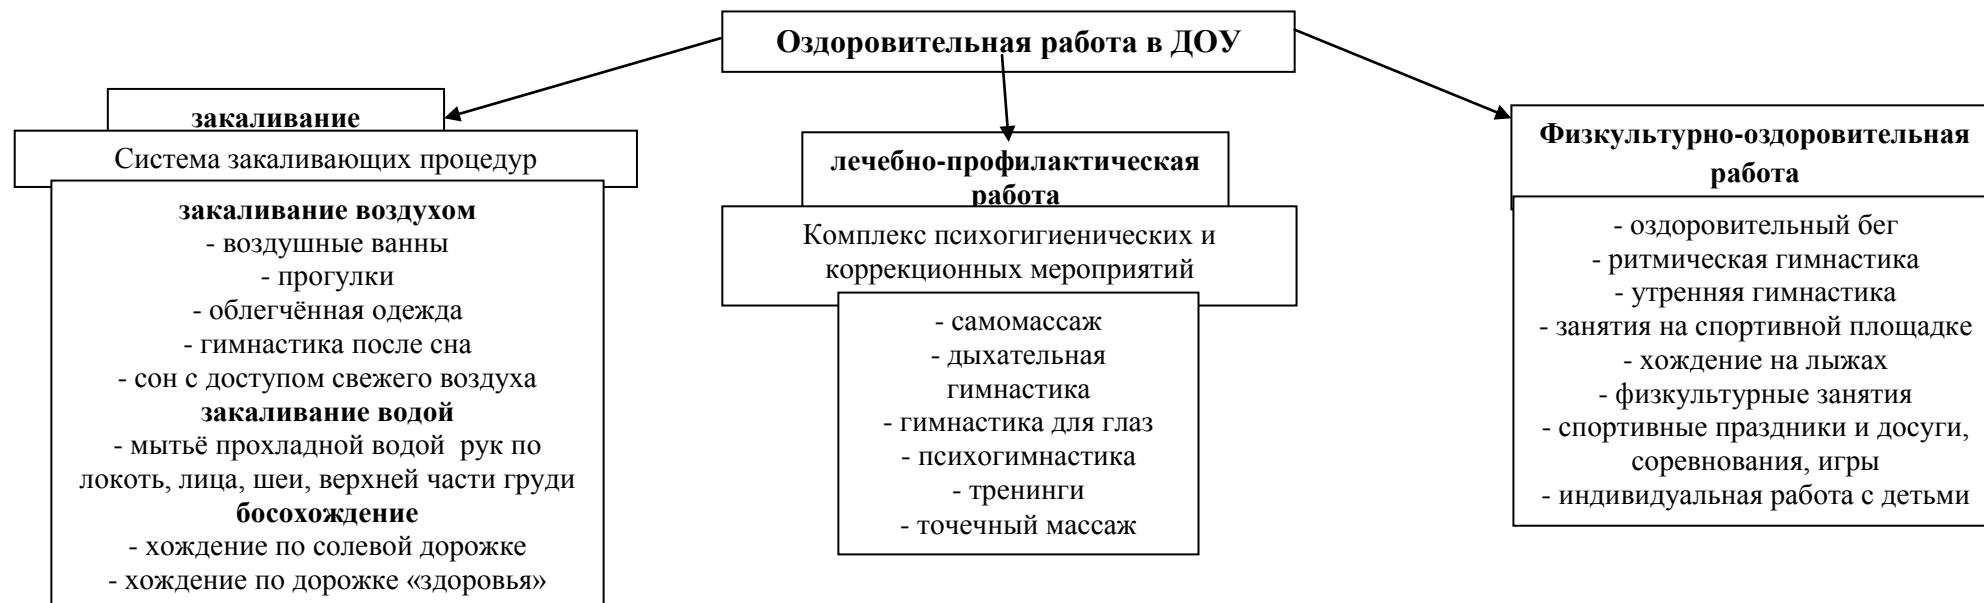 Оздоровительная работа в ДОУ
закаливание
Система закаливающих процедур
закаливание воздухом
- воздушные ванны
- прогулки
- облегчённая одежда
- гимнастика после сна
- сон с доступом свежего воздуха
закаливание водой
- мытьё прохладной водой  рук по
локоть, лица, шеи, верхней части груди
босохождение
- хождение по солевой дорожке
- хождение по дорожке «здоровья»
лечебно-профилактическая
работа
Комплекс психогигиенических и
коррекционных мероприятий
- самомассаж
- дыхательная
гимнастика
- гимнастика для глаз
- психогимнастика
- тренинги
- точечный массаж
Физкультурно-оздоровительная
работа
- оздоровительный бег
- ритмическая гимнастика
- утренняя гимнастика
- занятия на спортивной площадке
- хождение на лыжах
- физкультурные занятия
- спортивные праздники и досуги,
соревнования, игры
- индивидуальная работа с детьми